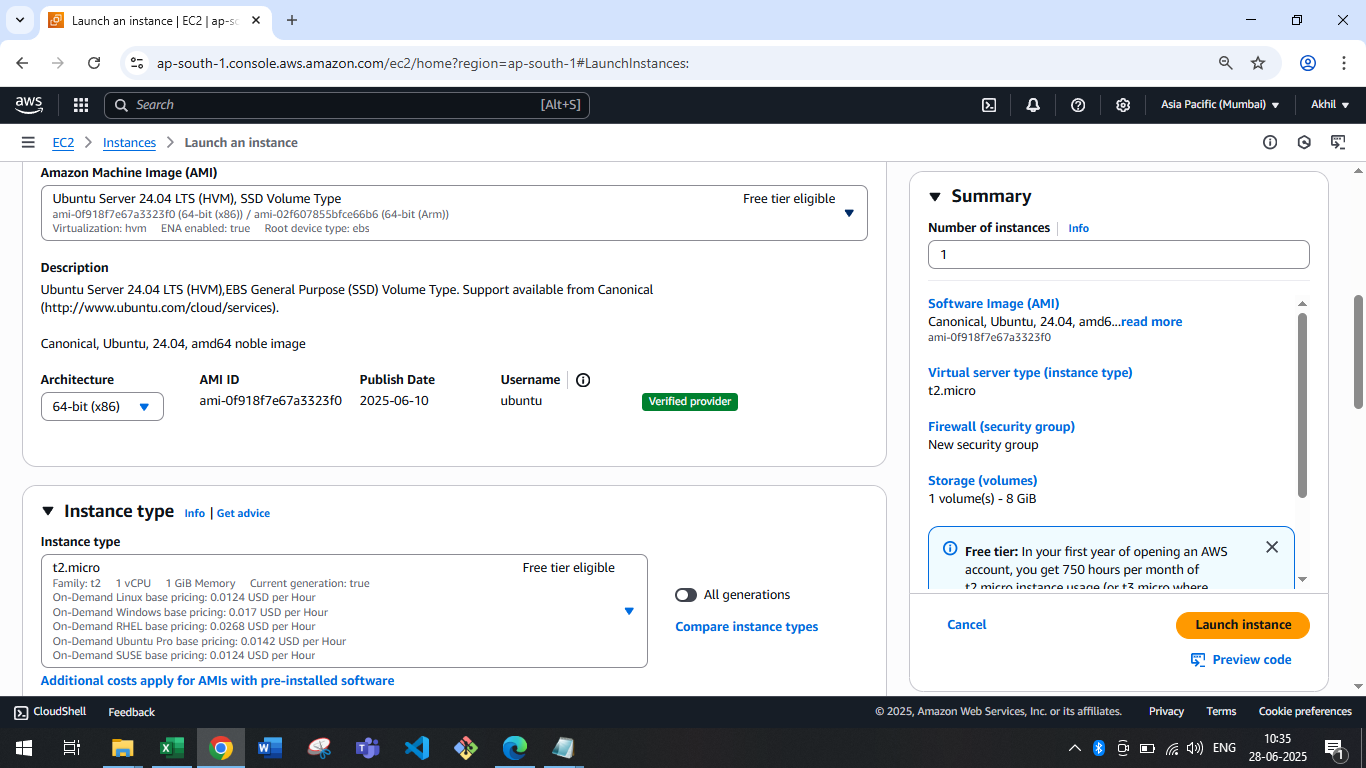 Launch an instance | EC2 | ap-sc
ap-south-1.console.aws.amazon.com/ec2/home?region=ap-south-1#LaunchInstances:
aws
Search [Alt+S]
Asia Pacific (Mumbai)
Akhil
EC2
Instances
Launch an instance
Amazon Machine Image (AMI)
Ubuntu Server 24.04 LTS (HVM), SSD Volume Type
Free tier eligible
ami-0f918f7e67a3323f0 (64-bit (x86)) / ami-02f607855bfce66b6 (64-bit (Arm))
Virtualization: hvm ENA enabled: true Root device type: ebs
Description
Ubuntu Server 24.04 LTS (HVM),EBS General Purpose (SSD) Volume Type. Support available from Canonical
(http://www.ubuntu.com/cloud/services).
Canonical, Ubuntu, 24.04, amd64 noble image
Architecture AMI ID Publish Date Username
64-bit (x86) ami-0f918f7e67a3323f0 2025-06-10 ubuntu
Verified provider
Instance type Info | Get advice
Instance type
t2.micro
Free tier eligible
Family: t2 1 vCPU 1 GiB Memory Current generation: true
On-Demand Linux base pricing: 0.0124 USD per Hour
On-Demand Windows base pricing: 0.017 USD per Hour
On-Demand RHEL base pricing: 0.0268 USD per Hour
On-Demand Ubuntu Pro base pricing: 0.0142 USD per Hour
On-Demand SUSE base pricing: 0.0124 USD per Hour
All generations
Compare instance types
Additional costs apply for AMIs with pre-installed software
Summary
Number of instances Info
1
Software Image (AMI)
Canonical, Ubuntu, 24.04, amd6...read more
ami-0f918f7e67a3323f0
Virtual server type (instance type)
t2.micro
Firewall (security group)
New security group
Storage (volumes)
1 volume(s) - 8 GiB
Free tier: In your first year of opening an AWS
account, you get 750 hours per month of
t2.micro instance usage (or t3.micro where
Cancel
Launch instance
Preview code
CloudShell Feedback
© 2025, Amazon Web Services, Inc. or its affiliates. Privacy Terms Cookie preferences
ENG
10:35
28-06-2025
1